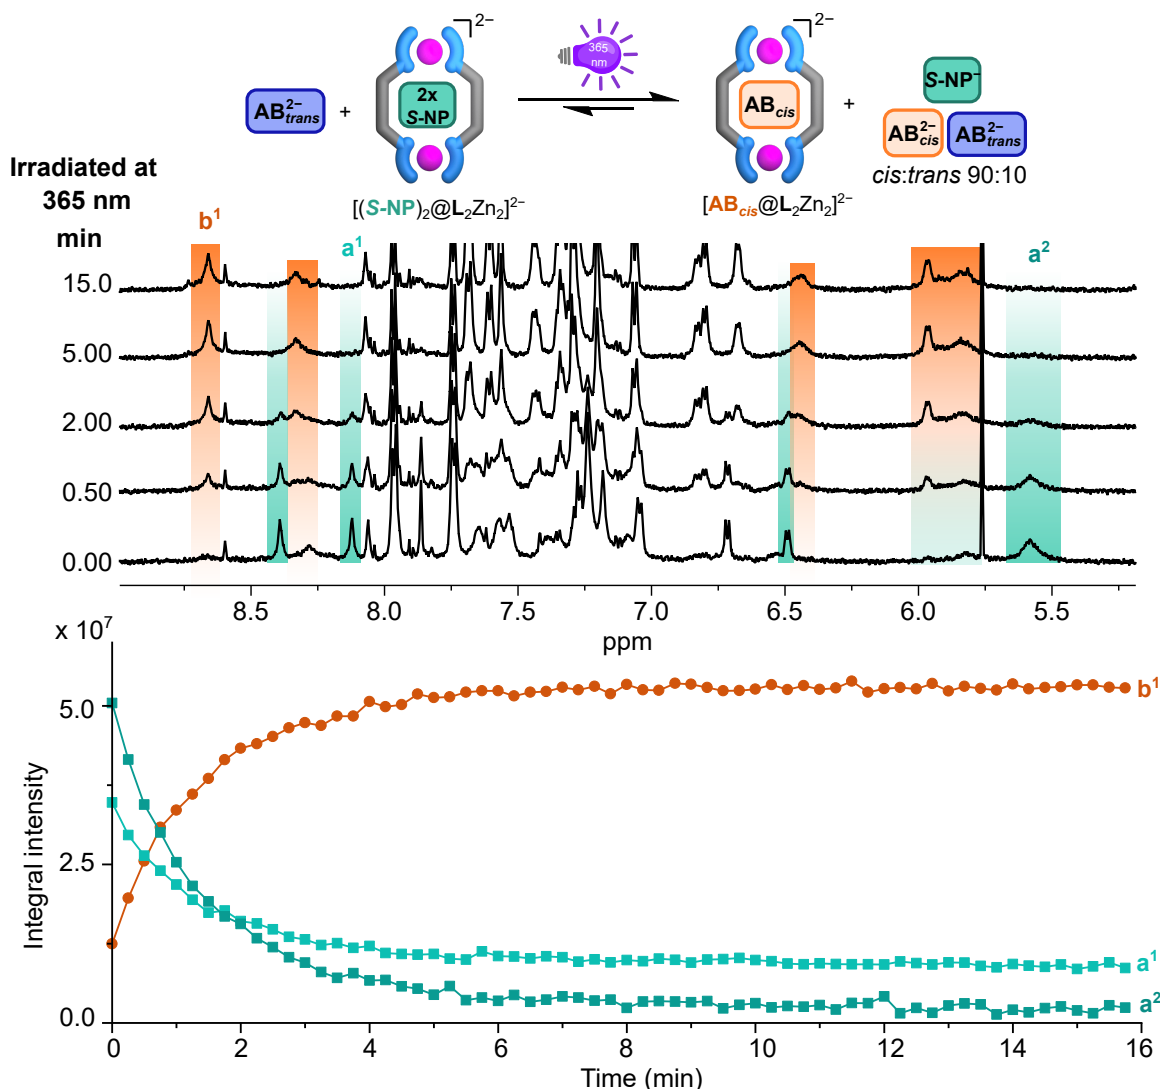 2−
2−
365
nm
S-NP⁻
AB²⁻trans
+
2x
S-NP
ABcis
+
AB²⁻cis
AB²⁻trans
cis:trans 90:10
Irradiated at
365 nm
min
[(S-NP)₂@L₂Zn₂]²⁻
[ABcis@L₂Zn₂]²⁻
b¹
a¹
a²
15.0
5.00
2.00
0.50
0.00
8.5
8.0
7.5
7.0
6.5
6.0
5.5
ppm
x 10⁷
5.0
2.5
0.0
Integral intensity
b¹
a¹
a²
0
2
4
6
8
10
12
14
16
Time (min)